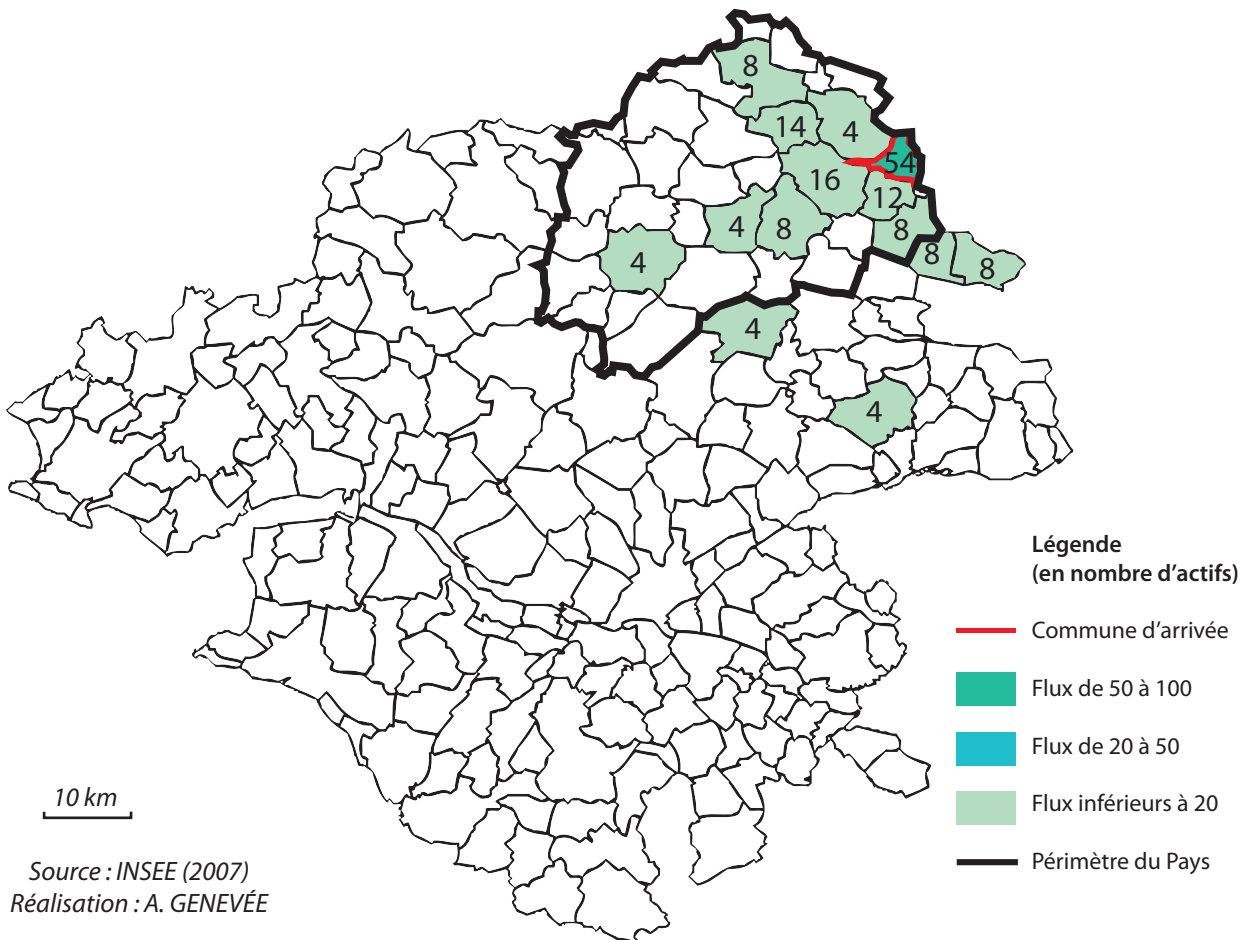 8
14
4
54
16
12
4
8
8
8
8
4
4
4
Légende
(en nombre d’actifs)
Commune d’arrivée
Flux de 50 à 100
Flux de 20 à 50
Flux inférieurs à 20
Périmètre du Pays
10 km
Source : INSEE (2007)
Réalisation : A. GENEVÉE